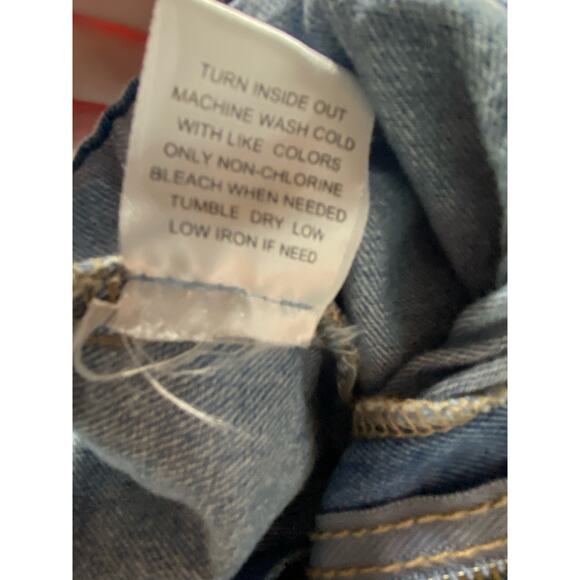 TURN INSIDE OUT
MACHINE WASH COLD
WITH LIKE COLORS
ONLY NON-CHLORINE
BLEACH WHEN NEEDED
TUMBLE DRY LOW
LOW IRON IF NEED